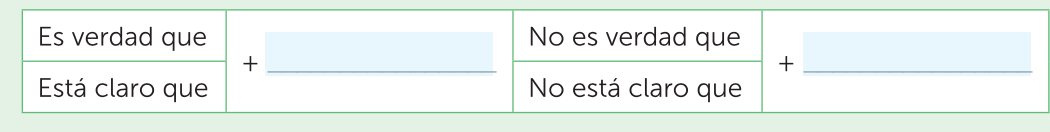 Es verdad que
Está claro que
+
No es verdad que
No está claro que
+